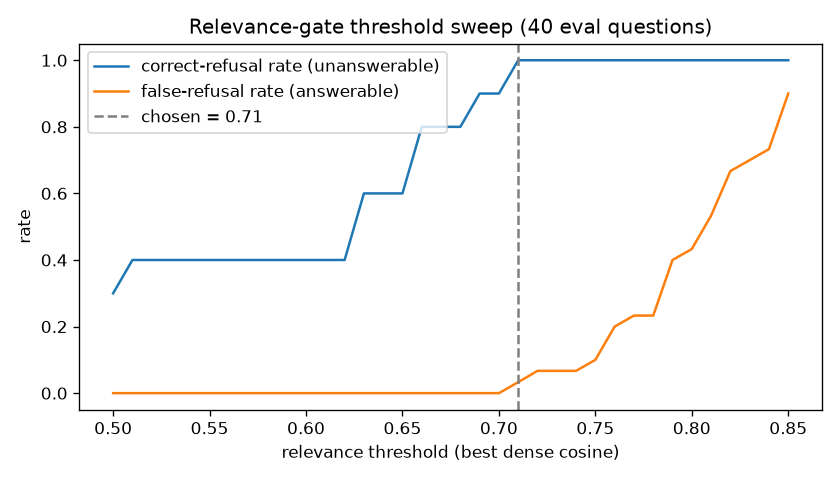 Relevance-gate threshold sweep (40 eval questions)
correct-refusal rate (unanswerable)
false-refusal rate (answerable)
chosen = 0.71
1.0
0.8
0.6
0.4
0.2
0.0
rate
0.50 0.55 0.60 0.65 0.70 0.75 0.80 0.85
relevance threshold (best dense cosine)